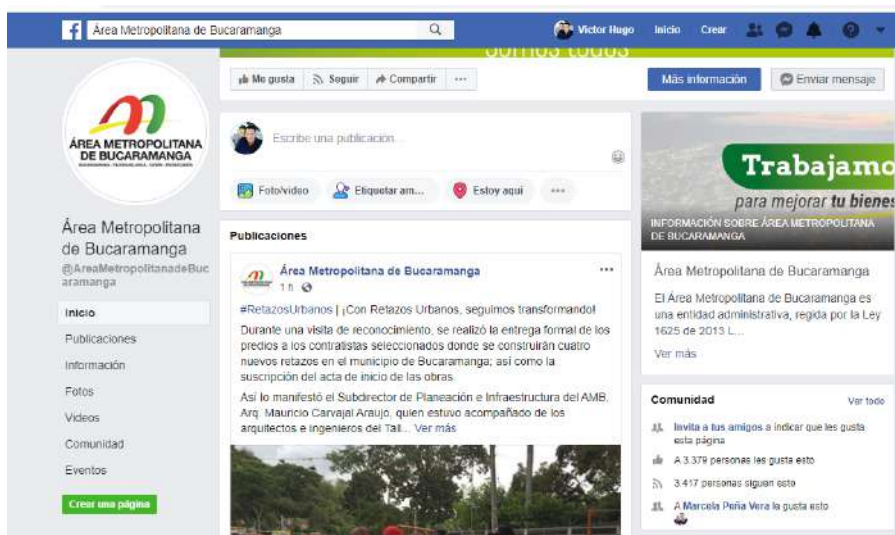 Área Metropolitana de Bucaramanga
Victor Hugo
Inicio
Crear
Somos todos
Me gusta
Seguir
Compartir
Más información
Enviar mensaje
ÁREA METROPOLITANA
DE BUCARAMANGA
Área Metropolitana
de Bucaramanga
@AreaMetropolitanadeBuc
aramanga
Inicio
Publicaciones
Información
Fotos
Videos
Comunidad
Eventos
Crear una página
Escribe una publicación...
Foto/video
Etiquetar am...
Estoy aquí
Publicaciones
Área Metropolitana de Bucaramanga
1 h
#RetazosUrbanos | ¡Con Retazos Urbanos, seguimos transformando!
Durante una visita de reconocimiento, se realizó la entrega formal de los
predios a los contratistas seleccionados donde se construirán cuatro
nuevos retazos en el municipio de Bucaramanga; así como la
suscripción del acta de inicio de las obras.
Así lo manifestó el Subdirector de Planeación e Infraestructura del AMB,
Arq. Mauricio Carvajal Araujo, quien estuvo acompañado de los
arquitectos e ingenieros del Tall... Ver más
Trabajamo
para mejorar tu bienes
INFORMACIÓN SOBRE ÁREA METROPOLITANA
DE BUCARAMANGA
Área Metropolitana de Bucaramanga
El Área Metropolitana de Bucaramanga es
una entidad administrativa, regida por la Ley
1625 de 2013 L...
Ver más
Comunidad
Ver todo
Invita a tus amigos a indicar que les gusta
esta página
A 3.379 personas les gusta esto
3.417 personas siguen esto
A Marcela Peña Vera le gusta esto